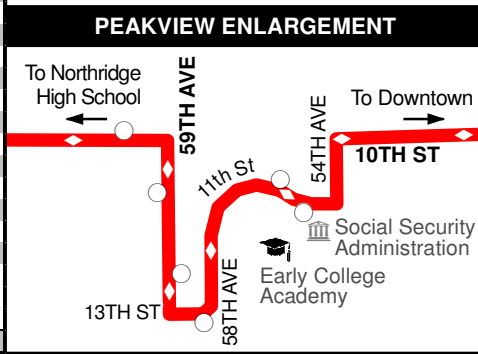 PEAKVIEW ENLARGEMENT
To Northridge
High School
59TH AVE
To Downtown
54TH AVE
10TH ST
11th St
Social Security
Administration
Early College
Academy
13TH ST
58TH AVE